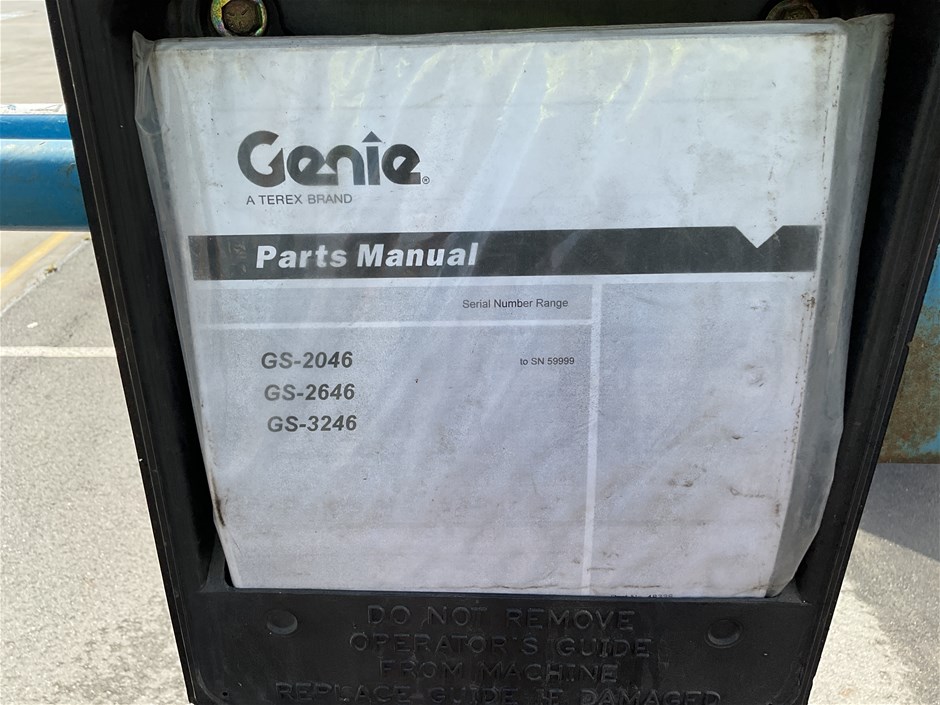 Genie®
A TEREX BRAND
Parts Manual
Serial Number Range
GS-2046 to SN 59999
GS-2646
GS-3246
DO NOT REMOVE
OPERATOR'S GUIDE
FROM MACHINE
REPLACE GUIDE IF DAMAGED